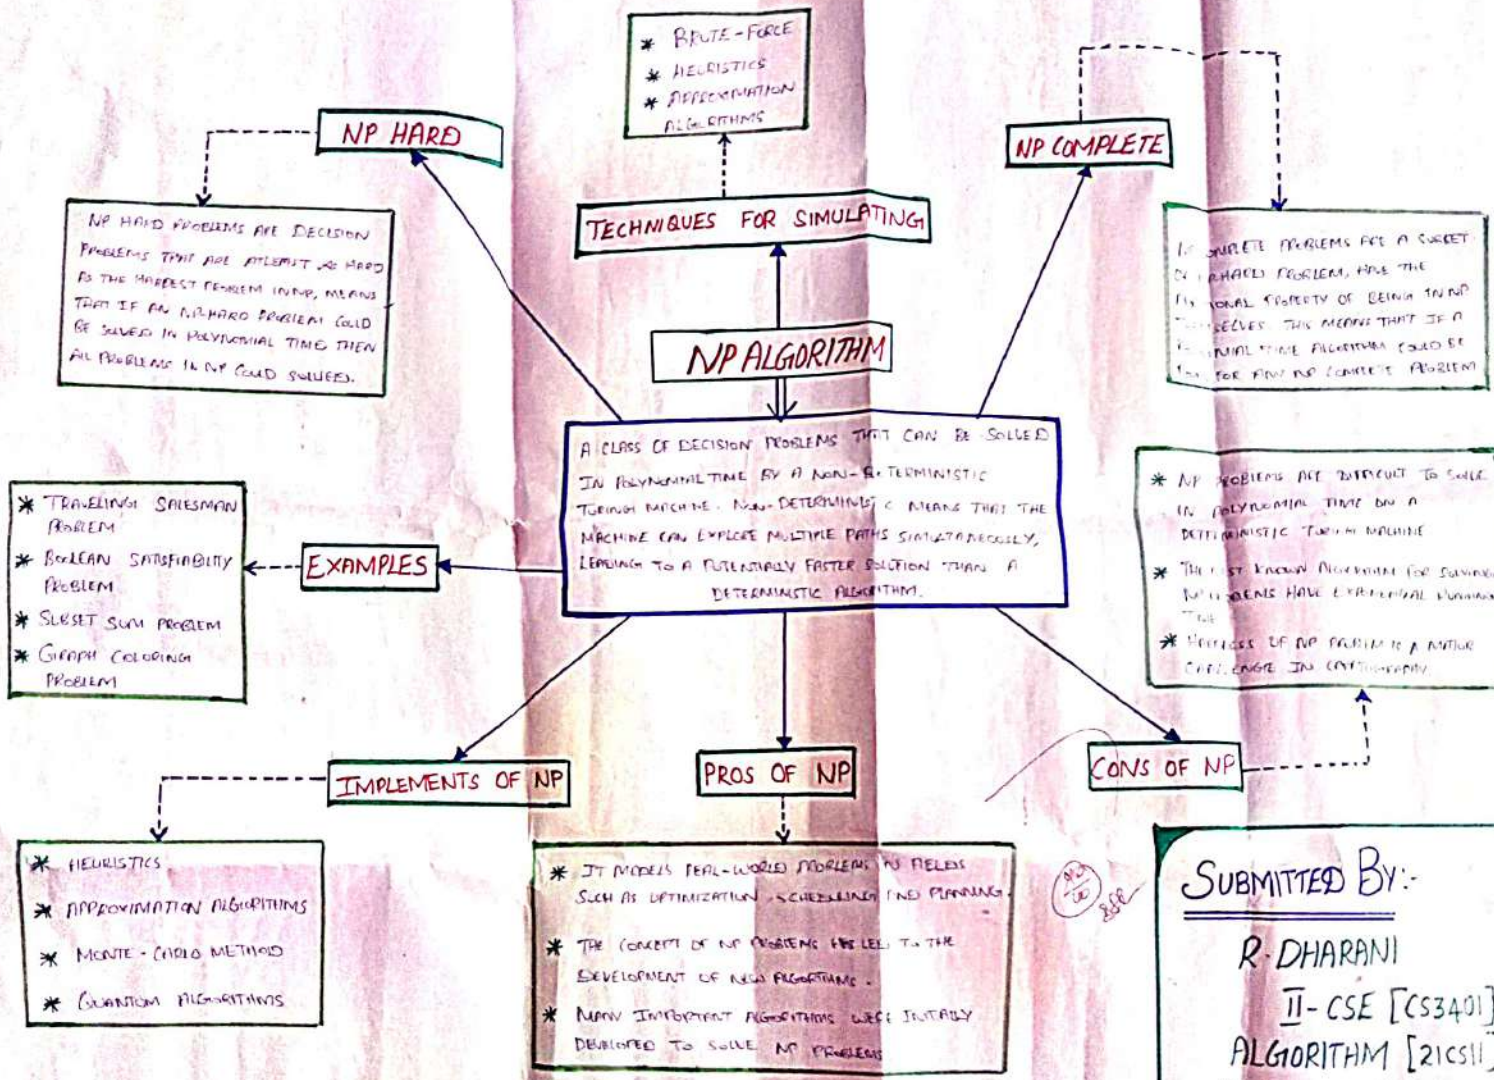 * BRUTE-FORCE
* HEURISTICS
* APPROXIMATION
ALGORITHMS
NP HARD
NP COMPLETE
TECHNIQUES FOR SIMULATING
NP HARD PROBLEMS ARE DECISION
PROBLEMS THAT ARE ATLEAST AS HARD
AS THE HARDEST PROBLEM IN NP, MEANS
THAT IF AN NP-HARD PROBLEM COULD
BE SOLVED IN POLYNOMIAL TIME THEN
ALL PROBLEMS IN NP COULD SOLVED.
COMPLETE PROBLEMS ARE A SUBSET
HARD PROBLEM, HAVE THE
PROPERTY OF BEING IN NP
THIS MEANS THAT IF A
TIME ALGORITHM COULD BE
FOR ANY NP COMPLETE PROBLEM
NP ALGORITHM
A CLASS OF DECISION PROBLEMS THAT CAN BE SOLVED
IN POLYNOMIAL TIME BY A NON-DETERMINISTIC
TURING MACHINE. NON-DETERMINISTIC MEANS THAT THE
MACHINE CAN EXPLORE MULTIPLE PATHS SIMULTANEOUSLY,
LEADING TO A POTENTIALLY FASTER SOLUTION THAN A
DETERMINISTIC ALGORITHM.
* TRAVELING SALESMAN
PROBLEM
* BOOLEAN SATISFIABILITY
PROBLEM
* SUBSET SUM PROBLEM
* GRAPH COLORING
PROBLEM
EXAMPLES
* NP PROBLEMS ARE DIFFICULT TO SOLVE
IN POLYNOMIAL TIME ON A
DETERMINISTIC TURING MACHINE
* THE BEST KNOWN ALGORITHM FOR SOLVING
NP PROBLEMS HAVE EXPONENTIAL RUNNING
TIME
* HARDNESS OF NP PROBLEM IS A MAJOR
CHALLENGE IN CRYPTOGRAPHY.
IMPLEMENTS OF NP
PROS OF NP
CONS OF NP
* HEURISTICS
* APPROXIMATION ALGORITHMS
* MONTE-CARLO METHOD
* QUANTUM ALGORITHMS
* IT MODELS REAL-WORLD PROBLEMS IN FIELDS
SUCH AS OPTIMIZATION, SCHEDULING AND PLANNING.
* THE CONCEPT OF NP PROBLEMS HAS LED TO THE
DEVELOPMENT OF NEW ALGORITHMS.
* MANY IMPORTANT ALGORITHMS WERE INITIALLY
DEVELOPED TO SOLVE NP PROBLEMS
SUBMITTED BY:-
R. DHARANI
II-CSE [CS3401]
ALGORITHM [21CS11]